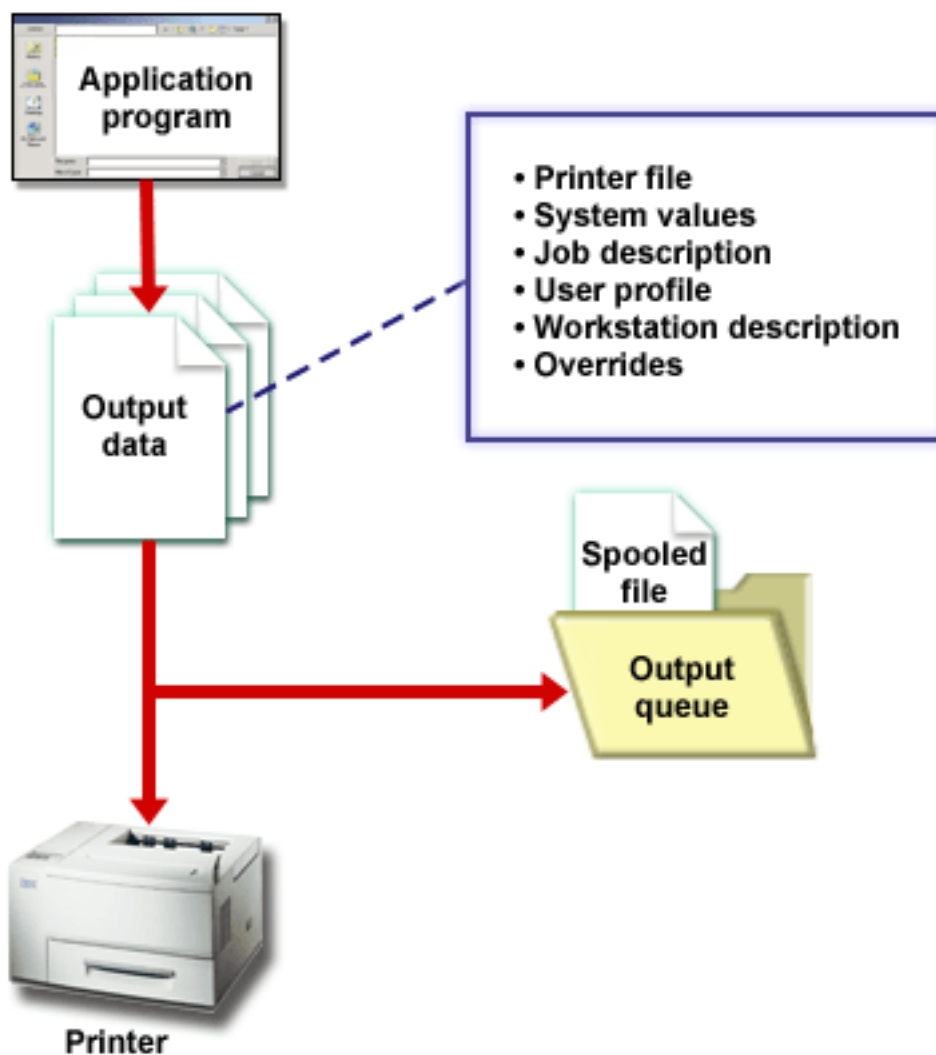 Application
program
• Printer file
• System values
• Job description
• User profile
• Workstation description
• Overrides
Output
data
Spooled
file
Output
queue
IBM
Printer